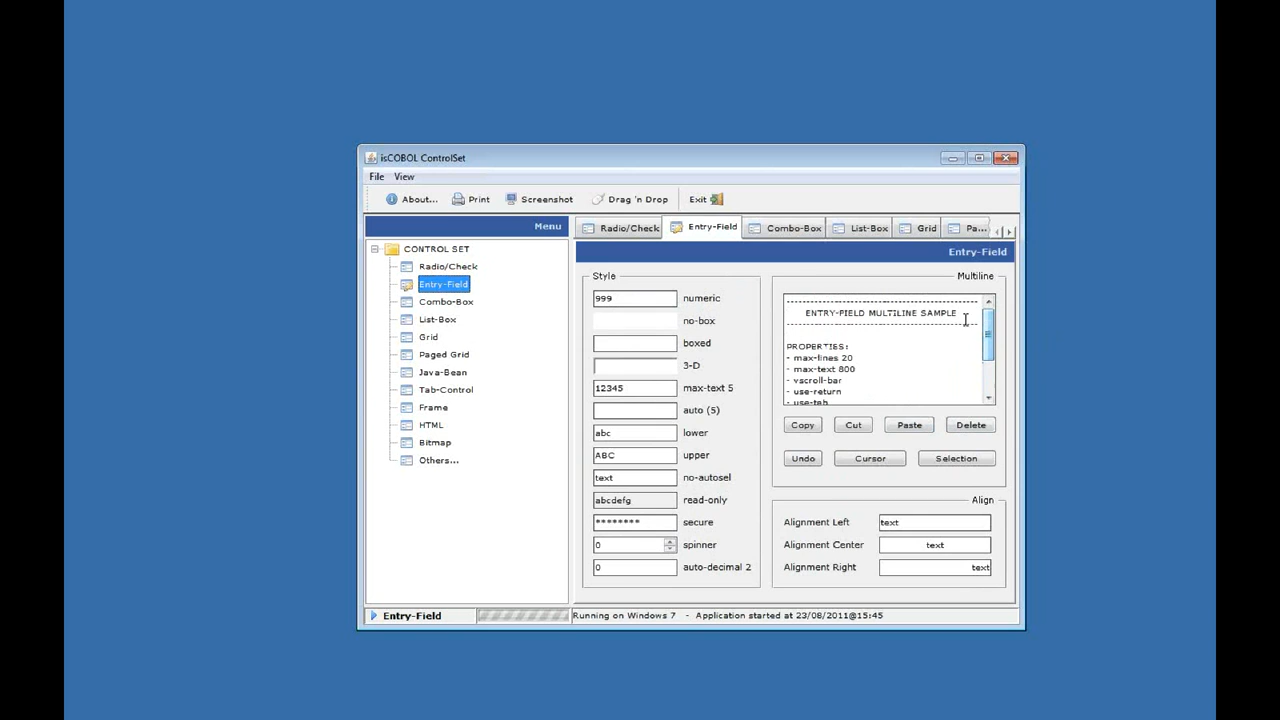 isCOBOL ControlSet
File View
About... Print Screenshot Drag 'n Drop Exit
Menu
CONTROL SET
Radio/Check
Entry-Field
Combo-Box
List-Box
Grid
Paged Grid
Java-Bean
Tab-Control
Frame
HTML
Bitmap
Others...
Radio/Check Entry-Field Combo-Box List-Box Grid Pa...
Entry-Field
Style
999 numeric
no-box
boxed
3-D
12345 max-text 5
auto (5)
abc lower
ABC upper
text no-autosel
abcdefg read-only
******** secure
0 spinner
0 auto-decimal 2
Multiline
------------------------------------------
ENTRY-FIELD MULTILINE SAMPLE
------------------------------------------
PROPERTIES:
- max-lines 20
- max-text 800
- vscroll-bar
- use-return
- use-tab
Copy Cut Paste Delete
Undo Cursor Selection
Align
Alignment Left text
Alignment Center text
Alignment Right text
Entry-Field Running on Windows 7 - Application started at 23/08/2011@15:45